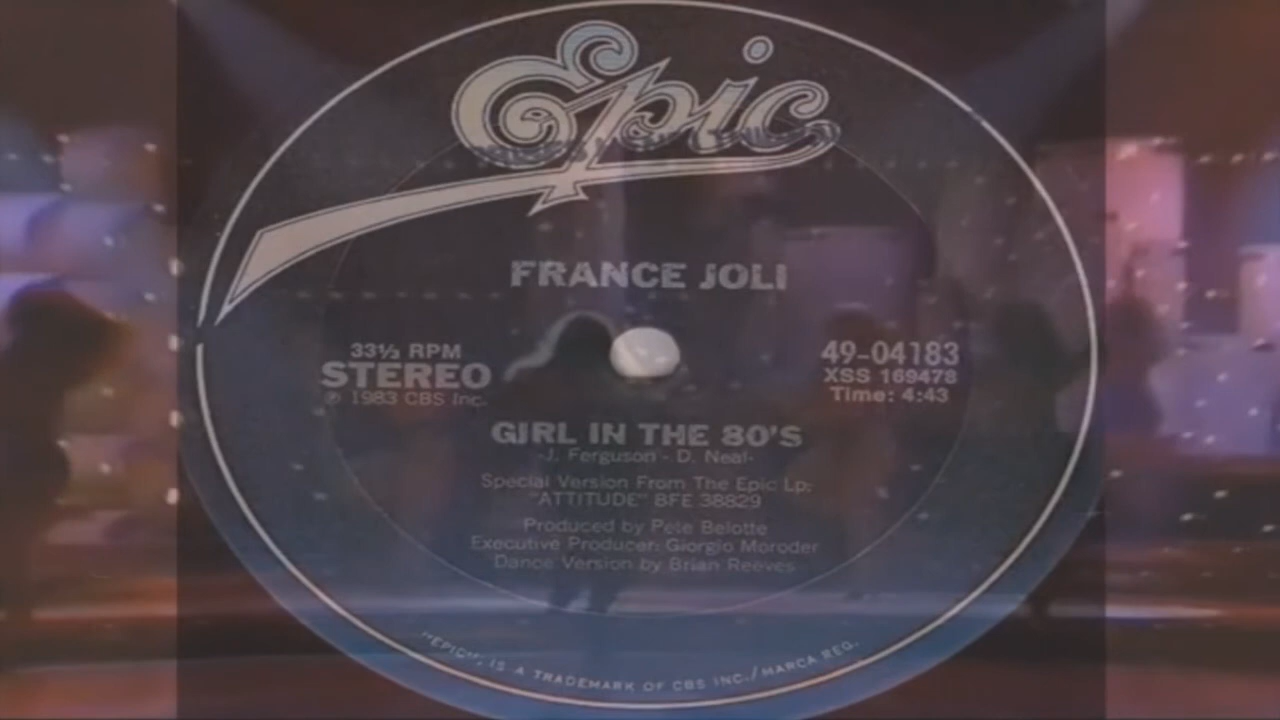 Epic
FRANCE JOLI
33⅓ RPM
STEREO
℗ 1983 CBS Inc.
49-04183
XSS 169478
Time: 4:43
GIRL IN THE 80'S
-J. Ferguson - D. Neal-
Special Version From The Epic Lp:
"ATTITUDE" BFE 38829
Produced by Pete Belotte
Executive Producer: Giorgio Moroder
Dance Version by Brian Reeves
"EPIC", IS A TRADEMARK OF CBS INC./MARCA REG.